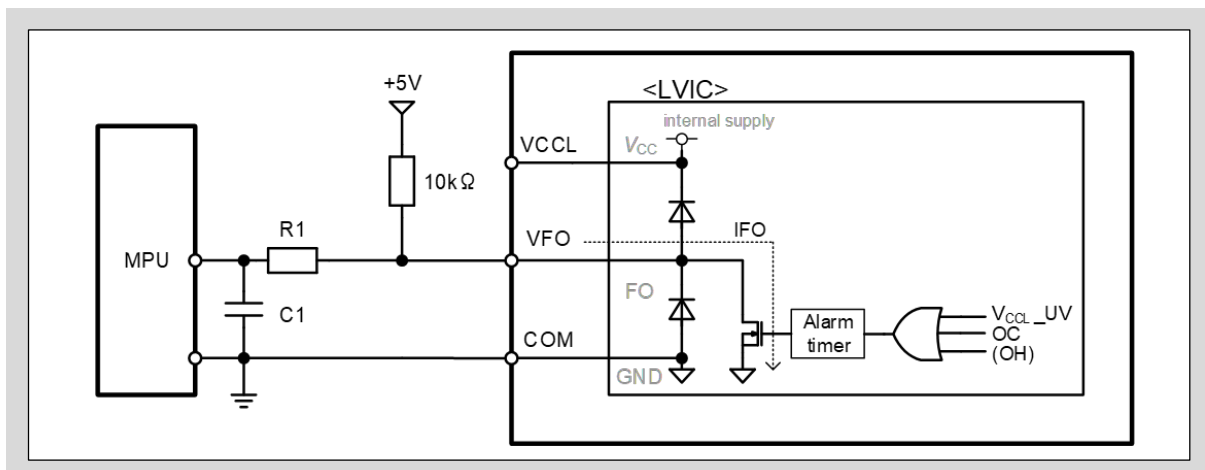 +5V
<LVIC>
internal supply
VCCL
VCC
10kΩ
R1
VFO
IFO
MPU
FO
C1
Alarm
timer
VCCL_UV
OC
(OH)
COM
GND